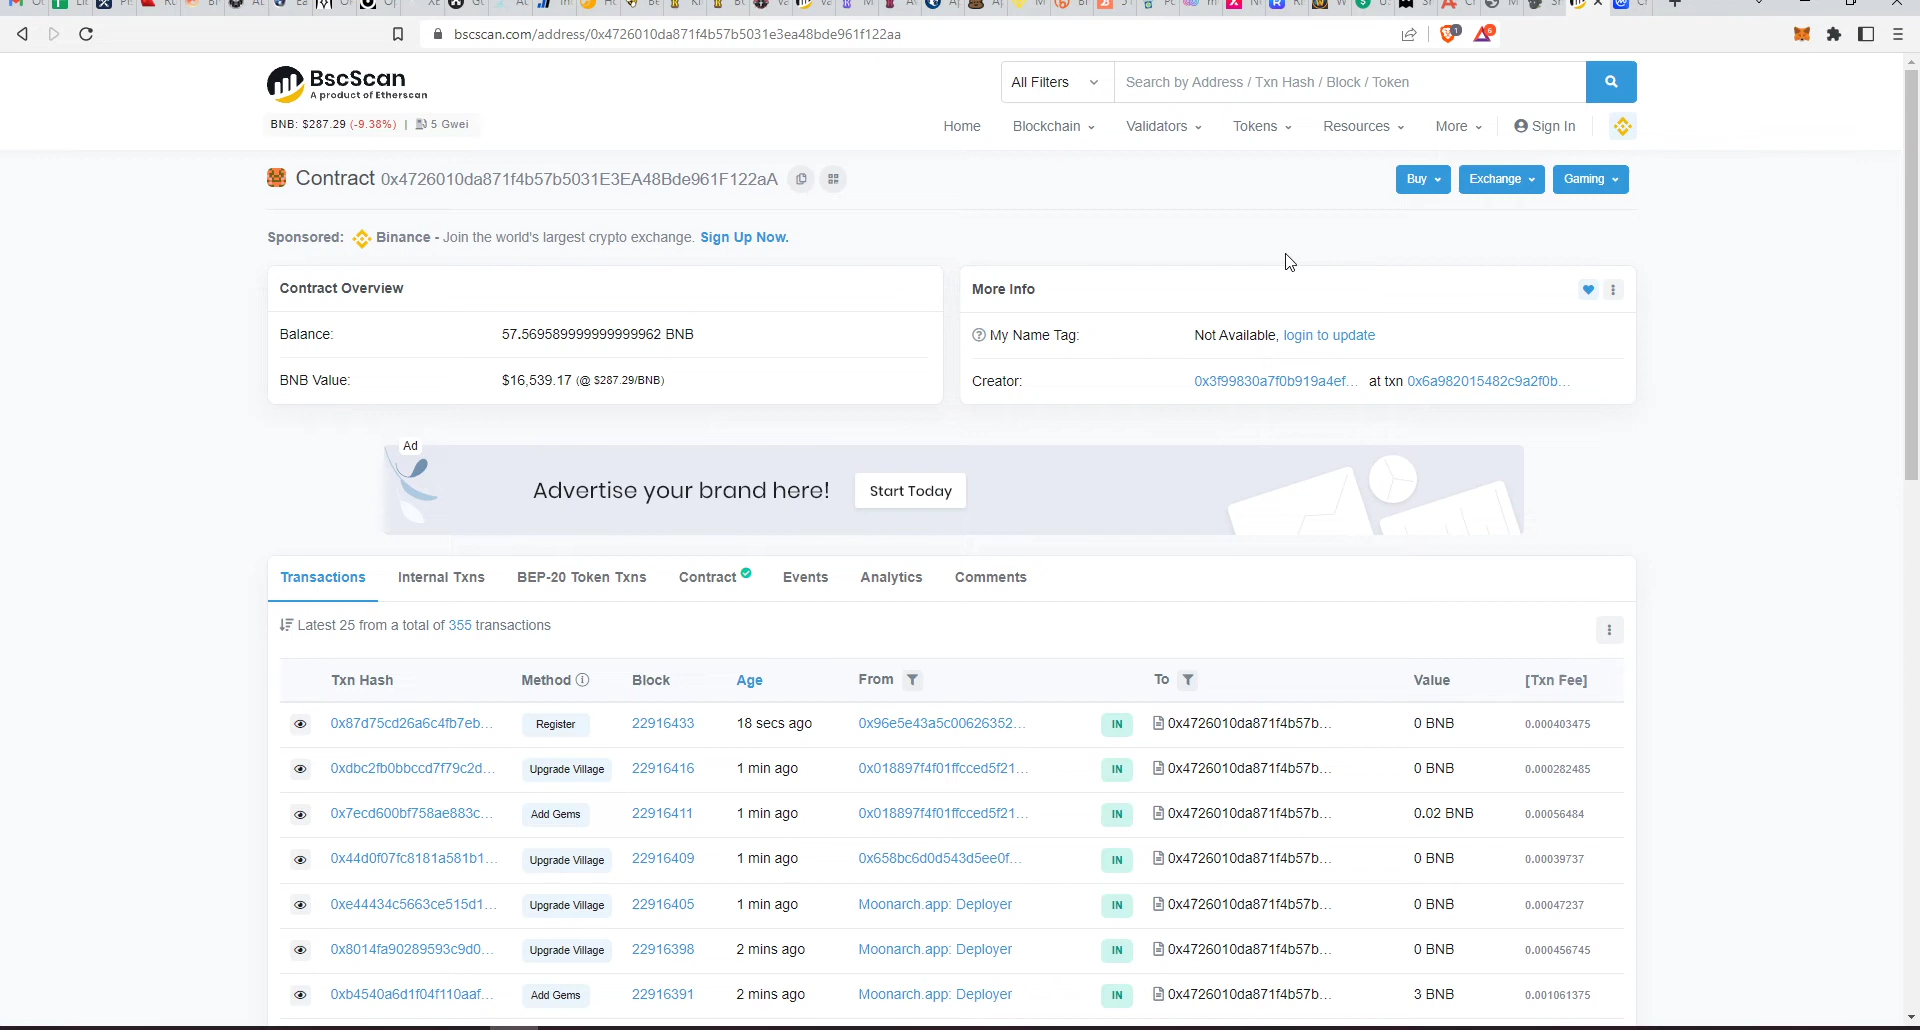 bscscan.com/address/0x4726010da871f4b57b5031e3ea48bde961f122aa
BscScan
A product of Etherscan
All Filters
Search by Address / Txn Hash / Block / Token
BNB: $287.29 (-9.38%) | 5 Gwei
Home Blockchain Validators Tokens Resources More Sign In
Contract 0x4726010da871f4b57b5031E3EA48Bde961F122aA
Buy Exchange Gaming
Sponsored: Binance - Join the world's largest crypto exchange. Sign Up Now.
Contract Overview
More Info
Balance: 57.569589999999999962 BNB
My Name Tag: Not Available, login to update
BNB Value: $16,539.17 (@ $287.29/BNB)
Creator: 0x3f99830a7f0b919a4ef... at txn 0x6a982015482c9a2f0b...
Ad
Advertise your brand here! Start Today
Transactions Internal Txns BEP-20 Token Txns Contract Events Analytics Comments
Latest 25 from a total of 355 transactions
Txn Hash Method Block Age From To Value [Txn Fee]
0x87d75cd26a6c4fb7eb... Register 22916433 18 secs ago 0x96e5e43a5c00626352... IN 0x4726010da871f4b57b... 0 BNB 0.000403475
0xdbc2fb0bbccd7f79c2d... Upgrade Village 22916416 1 min ago 0x018897f4f01ffcced5f21... IN 0x4726010da871f4b57b... 0 BNB 0.000282485
0x7ecd600bf758ae883c... Add Gems 22916411 1 min ago 0x018897f4f01ffcced5f21... IN 0x4726010da871f4b57b... 0.02 BNB 0.00056484
0x44d0f07fc8181a581b1... Upgrade Village 22916409 1 min ago 0x658bc6d0d543d5ee0f... IN 0x4726010da871f4b57b... 0 BNB 0.00039737
0xe44434c5663ce515d1... Upgrade Village 22916405 1 min ago Moonarch.app: Deployer IN 0x4726010da871f4b57b... 0 BNB 0.00047237
0x8014fa90289593c9d0... Upgrade Village 22916398 2 mins ago Moonarch.app: Deployer IN 0x4726010da871f4b57b... 0 BNB 0.000456745
0xb4540a6d1f04f110aaf... Add Gems 22916391 2 mins ago Moonarch.app: Deployer IN 0x4726010da871f4b57b... 3 BNB 0.001061375